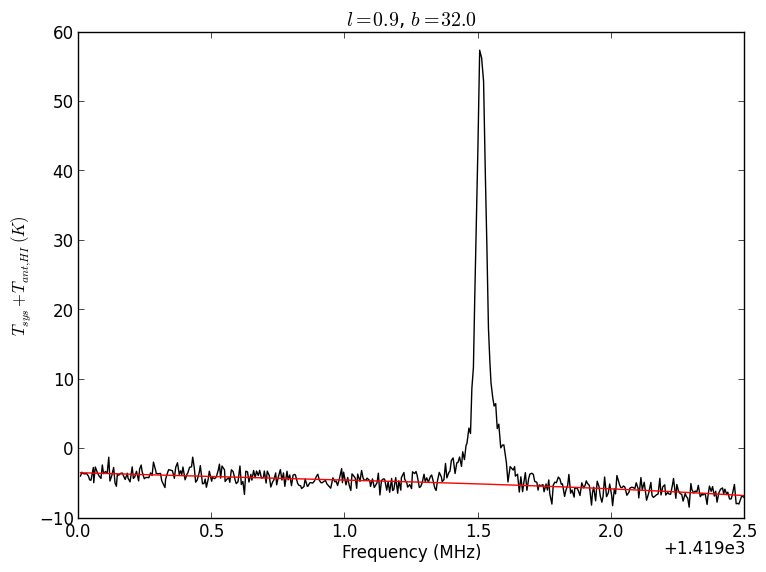 l = 0.9, b = 32.0
60
50
40
30
20
10
0
−10
T_sys + T_ant,HI (K)
0.0 0.5 1.0 1.5 2.0 2.5
Frequency (MHz)
+1.419e3